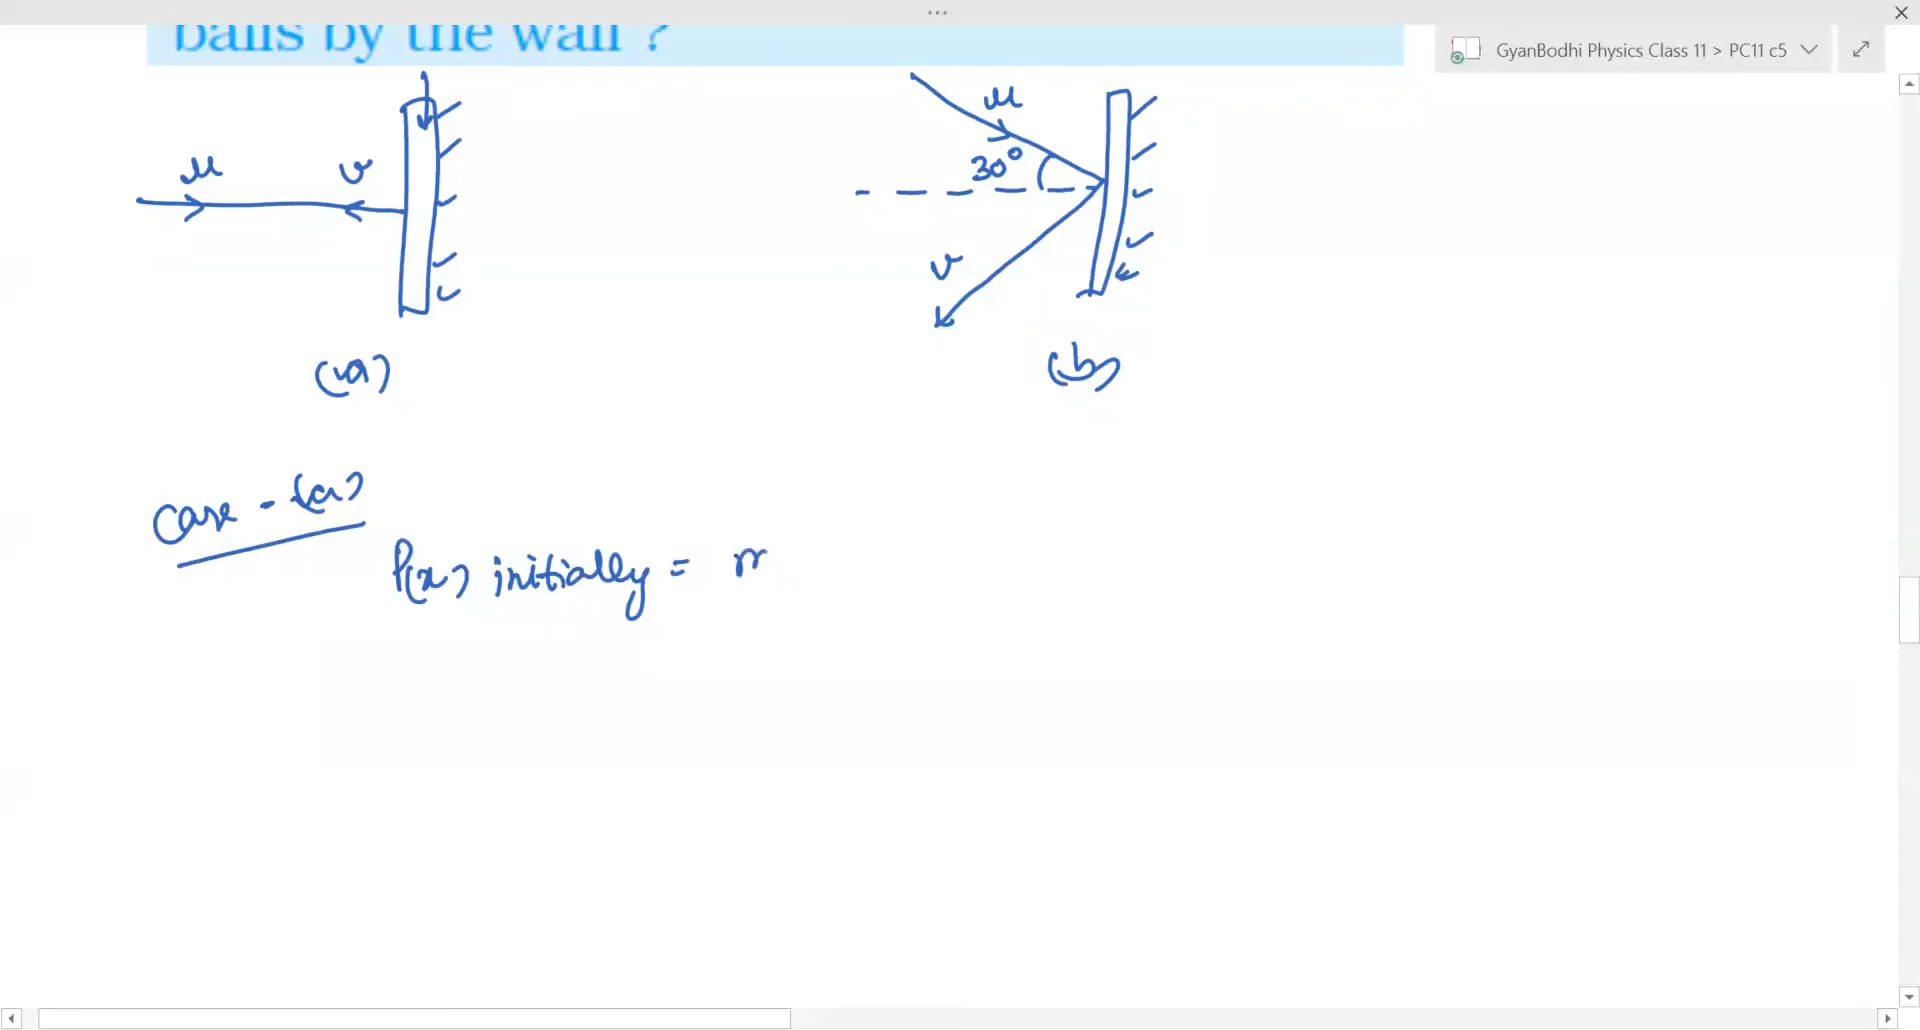 balls by the wall ?
GyanBodhi Physics Class 11 > PC11 c5
u
v
(a)
u
30°
v
(b)
Case - (a)
P(x) initially = m